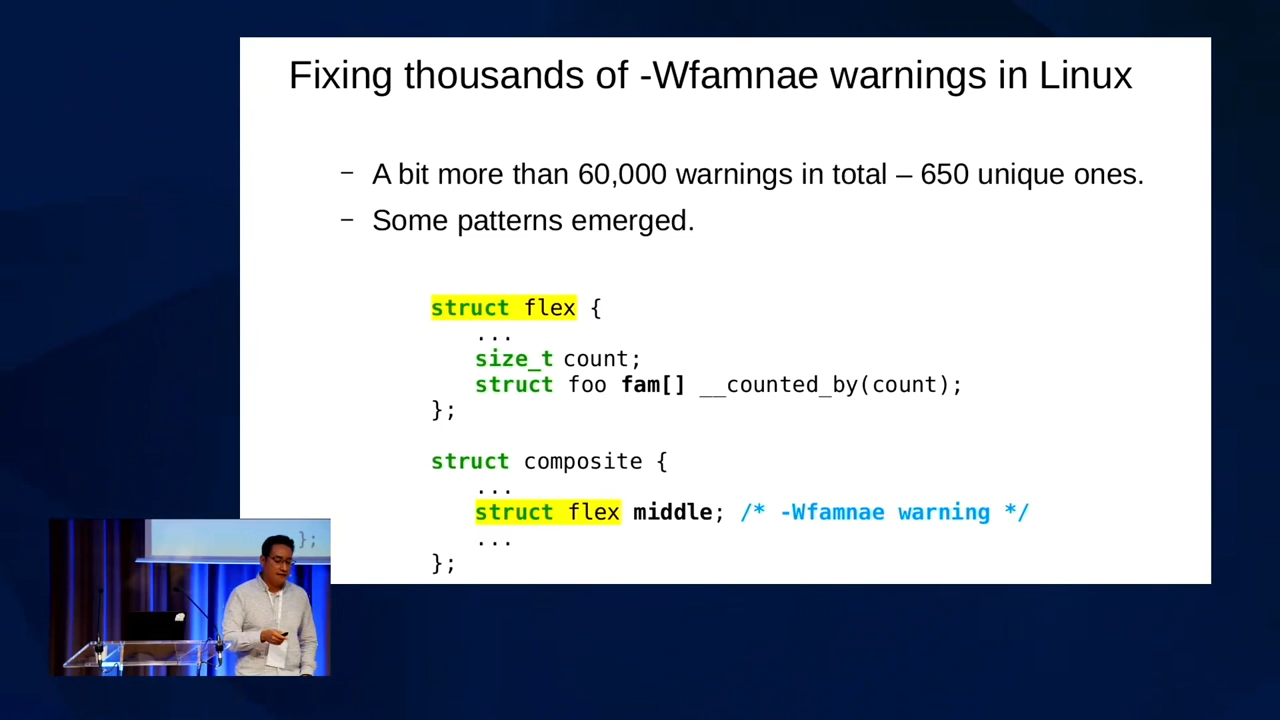 Fixing thousands of -Wfamnae warnings in Linux
– A bit more than 60,000 warnings in total – 650 unique ones.
– Some patterns emerged.
struct flex {
...
size_t count;
struct foo fam[] __counted_by(count);
};
struct composite {
...
struct flex middle; /* -Wfamnae warning */
...
};
};